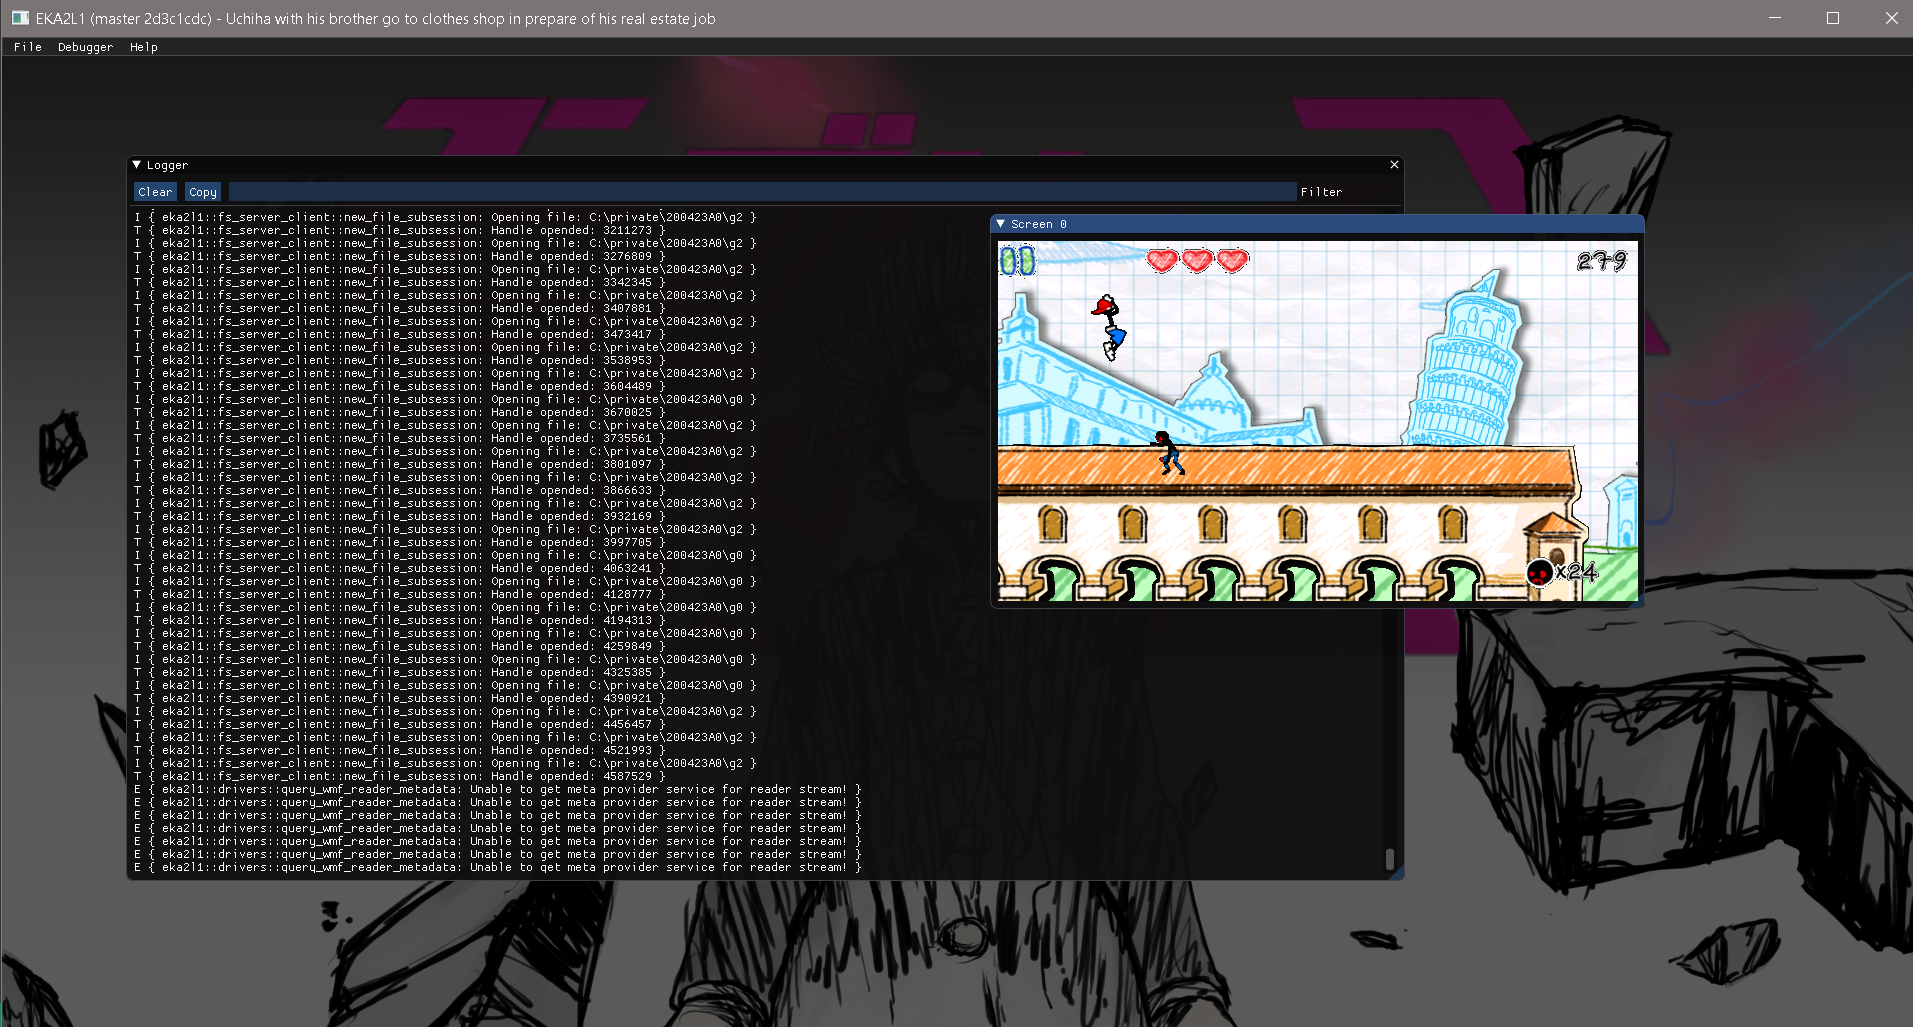 EKA2L1 (master 2d3c1cdc) - Uchiha with his brother go to clothes shop in prepare of his real estate job
File Debugger Help
Logger
Clear Copy Filter
I { eka2l1::fs_server_client::new_file_subsession: Opening file: C:\private\200423A0\g2 }
T { eka2l1::fs_server_client::new_file_subsession: Handle opended: 3211273 }
I { eka2l1::fs_server_client::new_file_subsession: Opening file: C:\private\200423A0\g2 }
T { eka2l1::fs_server_client::new_file_subsession: Handle opended: 3276809 }
I { eka2l1::fs_server_client::new_file_subsession: Opening file: C:\private\200423A0\g2 }
T { eka2l1::fs_server_client::new_file_subsession: Handle opended: 3342345 }
I { eka2l1::fs_server_client::new_file_subsession: Opening file: C:\private\200423A0\g2 }
T { eka2l1::fs_server_client::new_file_subsession: Handle opended: 3407881 }
I { eka2l1::fs_server_client::new_file_subsession: Opening file: C:\private\200423A0\g2 }
T { eka2l1::fs_server_client::new_file_subsession: Handle opended: 3473417 }
I { eka2l1::fs_server_client::new_file_subsession: Opening file: C:\private\200423A0\g2 }
T { eka2l1::fs_server_client::new_file_subsession: Handle opended: 3538953 }
I { eka2l1::fs_server_client::new_file_subsession: Opening file: C:\private\200423A0\g2 }
T { eka2l1::fs_server_client::new_file_subsession: Handle opended: 3604489 }
I { eka2l1::fs_server_client::new_file_subsession: Opening file: C:\private\200423A0\g0 }
T { eka2l1::fs_server_client::new_file_subsession: Handle opended: 3670025 }
I { eka2l1::fs_server_client::new_file_subsession: Opening file: C:\private\200423A0\g2 }
T { eka2l1::fs_server_client::new_file_subsession: Handle opended: 3735561 }
I { eka2l1::fs_server_client::new_file_subsession: Opening file: C:\private\200423A0\g2 }
T { eka2l1::fs_server_client::new_file_subsession: Handle opended: 3801097 }
I { eka2l1::fs_server_client::new_file_subsession: Opening file: C:\private\200423A0\g2 }
T { eka2l1::fs_server_client::new_file_subsession: Handle opended: 3866633 }
I { eka2l1::fs_server_client::new_file_subsession: Opening file: C:\private\200423A0\g2 }
T { eka2l1::fs_server_client::new_file_subsession: Handle opended: 3932169 }
I { eka2l1::fs_server_client::new_file_subsession: Opening file: C:\private\200423A0\g2 }
T { eka2l1::fs_server_client::new_file_subsession: Handle opended: 3997705 }
I { eka2l1::fs_server_client::new_file_subsession: Opening file: C:\private\200423A0\g0 }
T { eka2l1::fs_server_client::new_file_subsession: Handle opended: 4063241 }
I { eka2l1::fs_server_client::new_file_subsession: Opening file: C:\private\200423A0\g0 }
T { eka2l1::fs_server_client::new_file_subsession: Handle opended: 4128777 }
I { eka2l1::fs_server_client::new_file_subsession: Opening file: C:\private\200423A0\g0 }
T { eka2l1::fs_server_client::new_file_subsession: Handle opended: 4194313 }
I { eka2l1::fs_server_client::new_file_subsession: Opening file: C:\private\200423A0\g0 }
T { eka2l1::fs_server_client::new_file_subsession: Handle opended: 4259849 }
I { eka2l1::fs_server_client::new_file_subsession: Opening file: C:\private\200423A0\g0 }
T { eka2l1::fs_server_client::new_file_subsession: Handle opended: 4325385 }
I { eka2l1::fs_server_client::new_file_subsession: Opening file: C:\private\200423A0\g0 }
T { eka2l1::fs_server_client::new_file_subsession: Handle opended: 4390921 }
I { eka2l1::fs_server_client::new_file_subsession: Opening file: C:\private\200423A0\g2 }
T { eka2l1::fs_server_client::new_file_subsession: Handle opended: 4456457 }
I { eka2l1::fs_server_client::new_file_subsession: Opening file: C:\private\200423A0\g2 }
T { eka2l1::fs_server_client::new_file_subsession: Handle opended: 4521993 }
I { eka2l1::fs_server_client::new_file_subsession: Opening file: C:\private\200423A0\g2 }
T { eka2l1::fs_server_client::new_file_subsession: Handle opended: 4587529 }
E { eka2l1::drivers::query_wmf_reader_metadata: Unable to get meta provider service for reader stream! }
E { eka2l1::drivers::query_wmf_reader_metadata: Unable to get meta provider service for reader stream! }
E { eka2l1::drivers::query_wmf_reader_metadata: Unable to get meta provider service for reader stream! }
E { eka2l1::drivers::query_wmf_reader_metadata: Unable to get meta provider service for reader stream! }
E { eka2l1::drivers::query_wmf_reader_metadata: Unable to get meta provider service for reader stream! }
E { eka2l1::drivers::query_wmf_reader_metadata: Unable to get meta provider service for reader stream! }
E { eka2l1::drivers::query_wmf_reader_metadata: Unable to get meta provider service for reader stream! }
Screen 0
279
x24